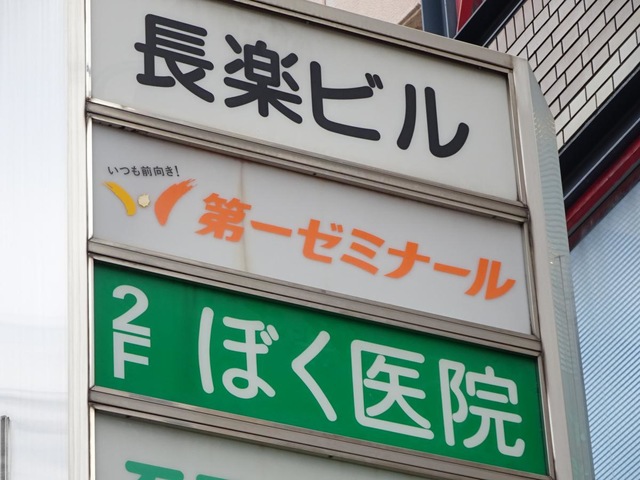 長楽ビル
いつも前向き!
第一ゼミナール
2F ぼく医院